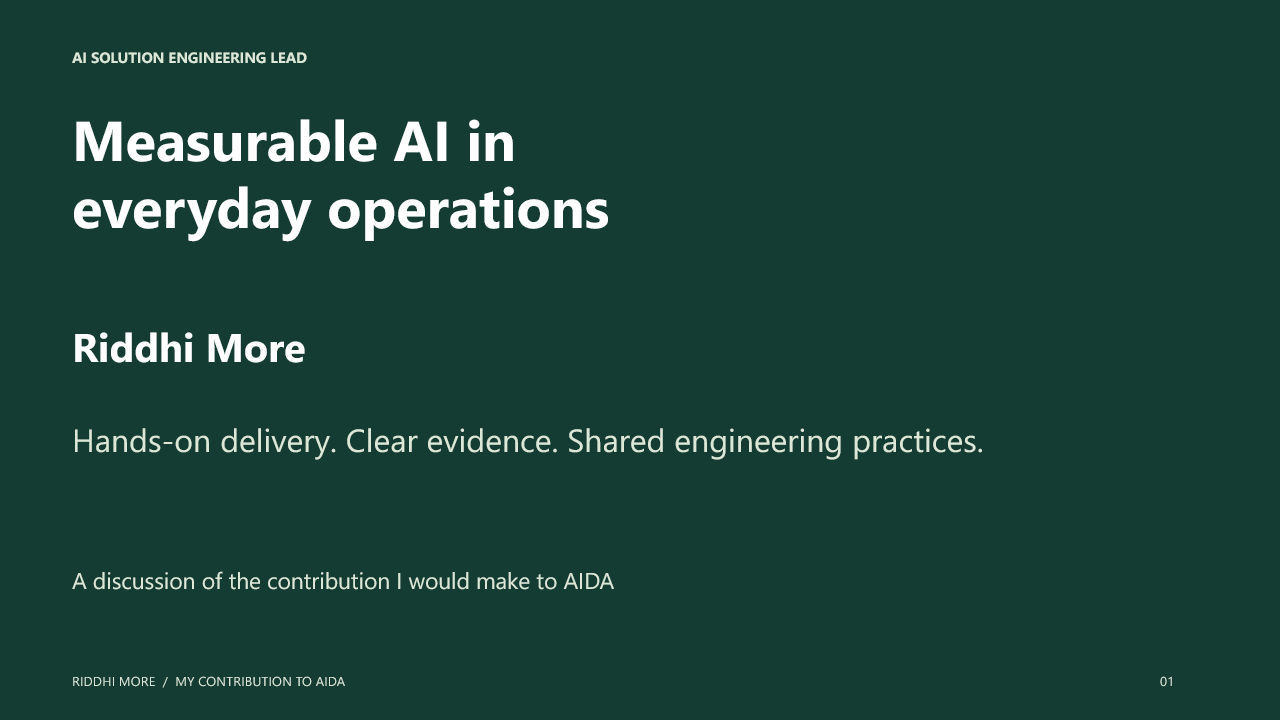 AI SOLUTION ENGINEERING LEAD
Measurable AI in
everyday operations
Riddhi More
Hands-on delivery. Clear evidence. Shared engineering practices.
A discussion of the contribution I would make to AIDA
RIDDHI MORE / MY CONTRIBUTION TO AIDA
01